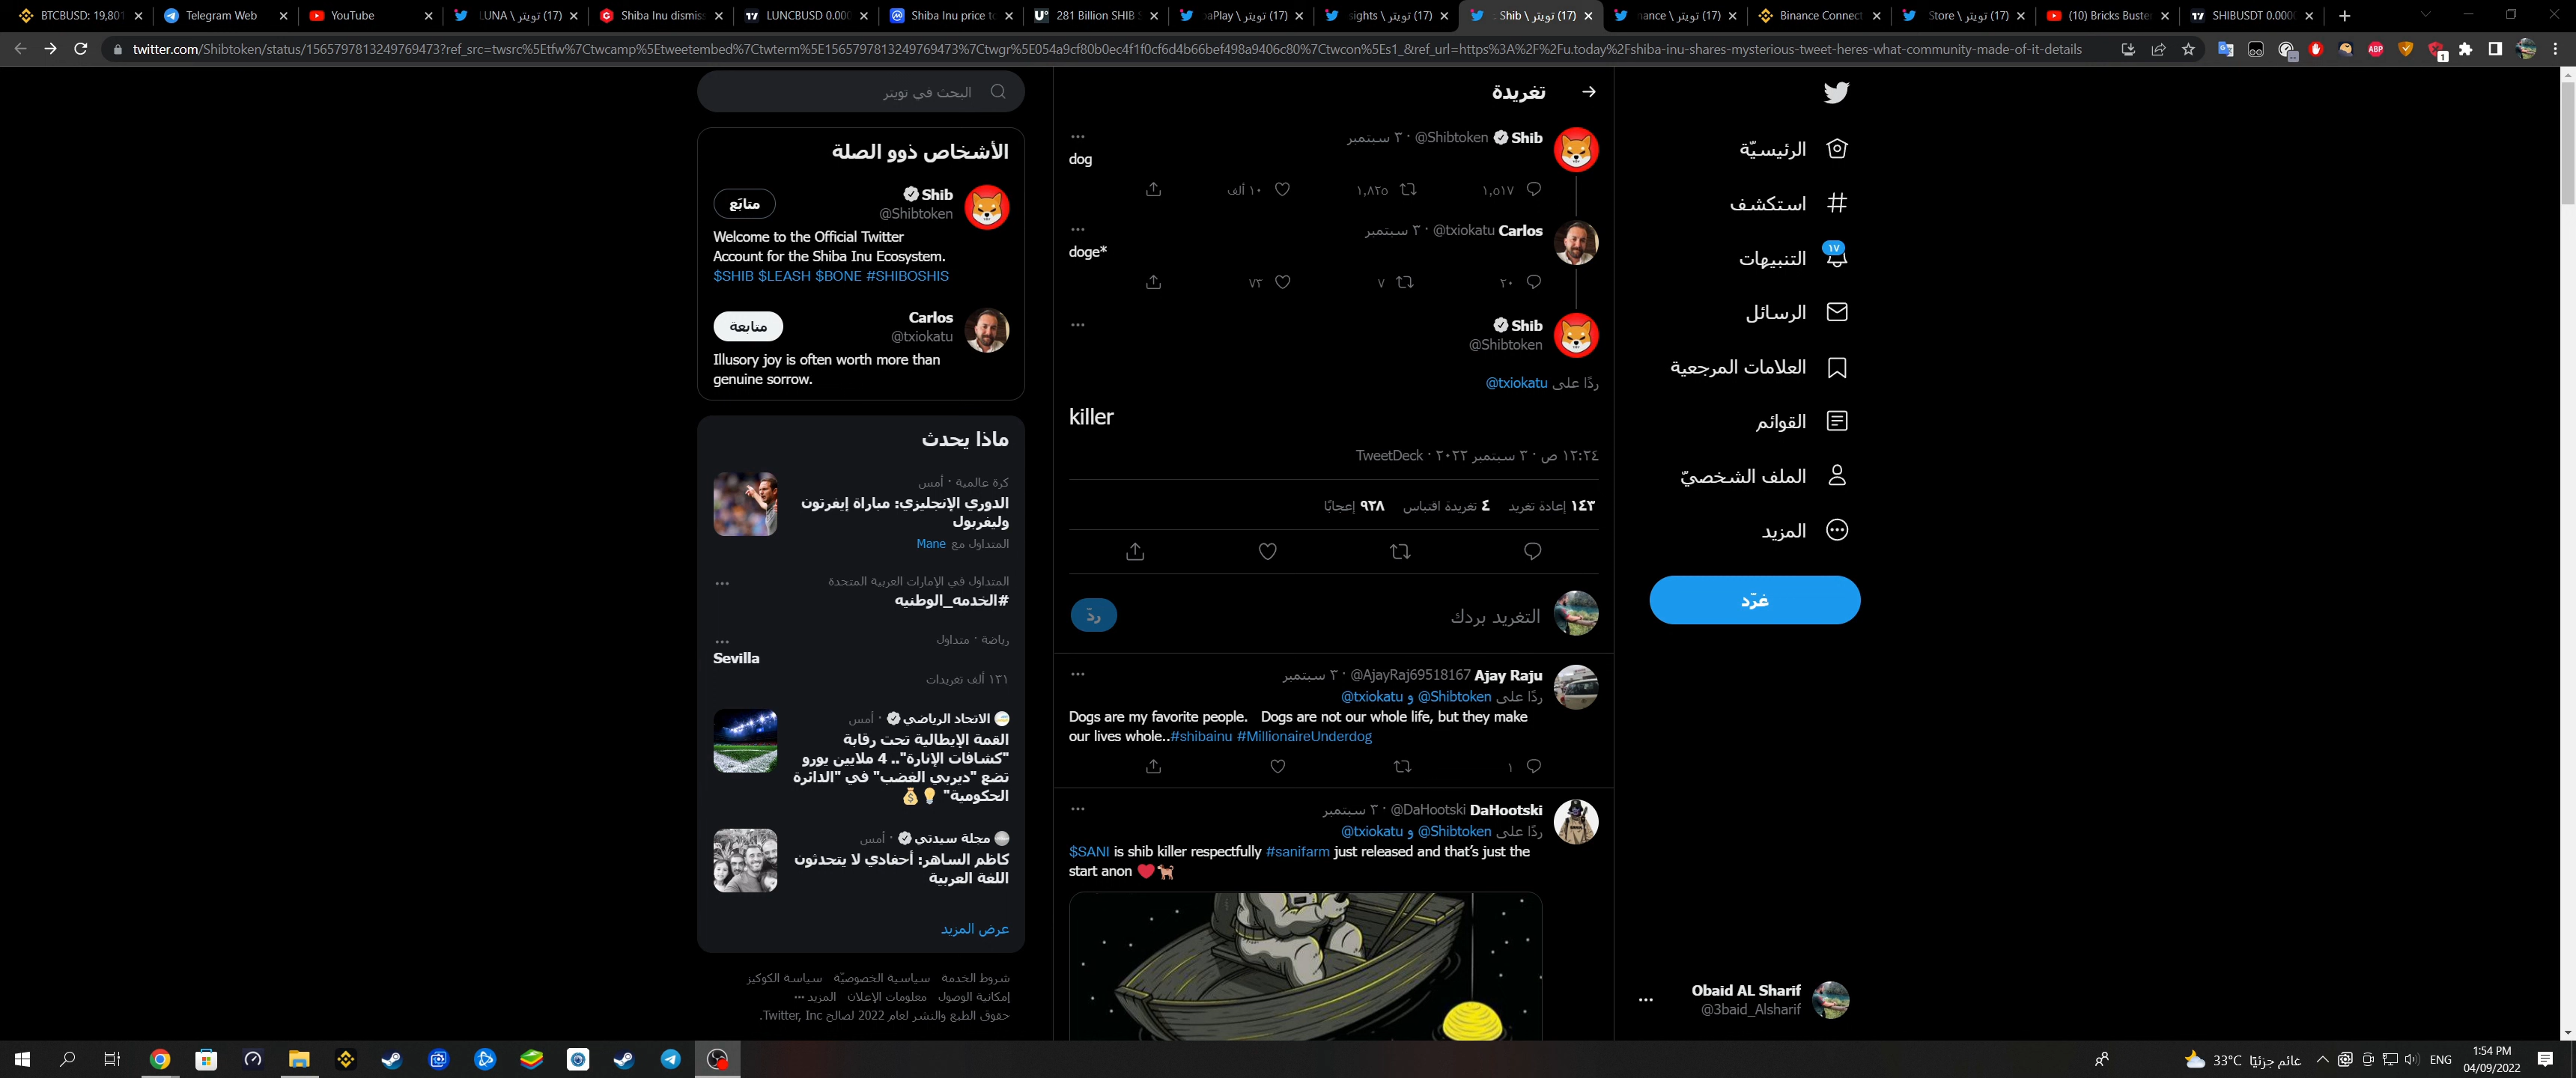 BTCBUSD: 19,801
Telegram Web
YouTube
LUNA \ تويتر (17)
Shiba Inu dismiss
LUNCBUSD 0.000
Shiba Inu price to
281 Billion SHIB
aPlay \ تويتر (17)
sights \ تويتر (17)
Shib \ تويتر (17)
nance \ تويتر (17)
Binance Connect
Store \ تويتر (17)
(10) Bricks Buste
SHIBUSDT 0.000
twitter.com/Shibtoken/status/1565797813249769473?ref_src=twsrc%5Etfw%7Ctwcamp%5Etweetembed%7Ctwterm%5E1565797813249769473%7Ctwgr%5E054a9cf80b0ec4f1f0cf6d4b66bef498a9406c80%7Ctwcon%5Es1_&ref_url=https%3A%2F%2Fu.today%2Fshiba-inu-shares-mysterious-tweet-heres-what-community-made-of-it-details
الرئيسيّة
استكشف
١٧
التنبيهات
الرسائل
العلامات المرجعية
القوائم
الملف الشخصيّ
المزيد
غرّد
Obaid AL Sharif
@3baid_Alsharif
تغريدة
Shib @Shibtoken · ٣ سبتمبر
dog
١,٥١٧ ١,٨٢٥ ١٠ ألف
Carlos @txiokatu · ٣ سبتمبر
doge*
٢٠ ٧ ٧٣
Shib
@Shibtoken
ردًا على @txiokatu
killer
١٢:٢٤ ص · ٣ سبتمبر ٢٠٢٢ · TweetDeck
١٤٣ إعادة تغريد ٤ تغريدة اقتباس ٩٢٨ إعجابًا
التغريد بردك
ردّ
Ajay Raju @AjayRaj69518167 · ٣ سبتمبر
ردًا على @Shibtoken و @txiokatu
Dogs are my favorite people. Dogs are not our whole life, but they make
our lives whole..#shibainu #MillionaireUnderdog
١
DaHootski @DaHootski · ٣ سبتمبر
ردًا على @Shibtoken و @txiokatu
$SANI is shib killer respectfully #sanifarm just released and that's just the
start anon ❤️🐕
البحث في تويتر
الأشخاص ذوو الصلة
Shib
@Shibtoken
متابَع
Welcome to the Official Twitter
Account for the Shiba Inu Ecosystem.
$SHIB $LEASH $BONE #SHIBOSHIS
Carlos
@txiokatu
متابعة
Illusory joy is often worth more than
genuine sorrow.
ماذا يحدث
كرة عالمية · أمس
الدوري الإنجليزي: مباراة إيفرتون
وليفربول
المتداول مع Mane
المتداول في الإمارات العربية المتحدة
#الخدمه_الوطنيه
رياضة · متداول
Sevilla
١٢١ ألف تغريدات
الاتحاد الرياضي · أمس
القمة الإيطالية تحت رقابة
"كشافات الإنارة".. 4 ملايين يورو
تضع "ديربي الغضب" في "الدائرة
الحكومية" 💡💰
مجلة سيدتي · أمس
كاظم الساهر: أحفادي لا يتحدثون
اللغة العربية
عرض المزيد
شروط الخدمة سياسية الخصوصيّة سياسة الكوكيز
إمكانية الوصول معلومات الإعلان المزيد ···
حقوق الطبع والنشر لعام 2022 لصالح Twitter, Inc.
33°C غائم جزئيًا
ENG
1:54 PM
04/09/2022